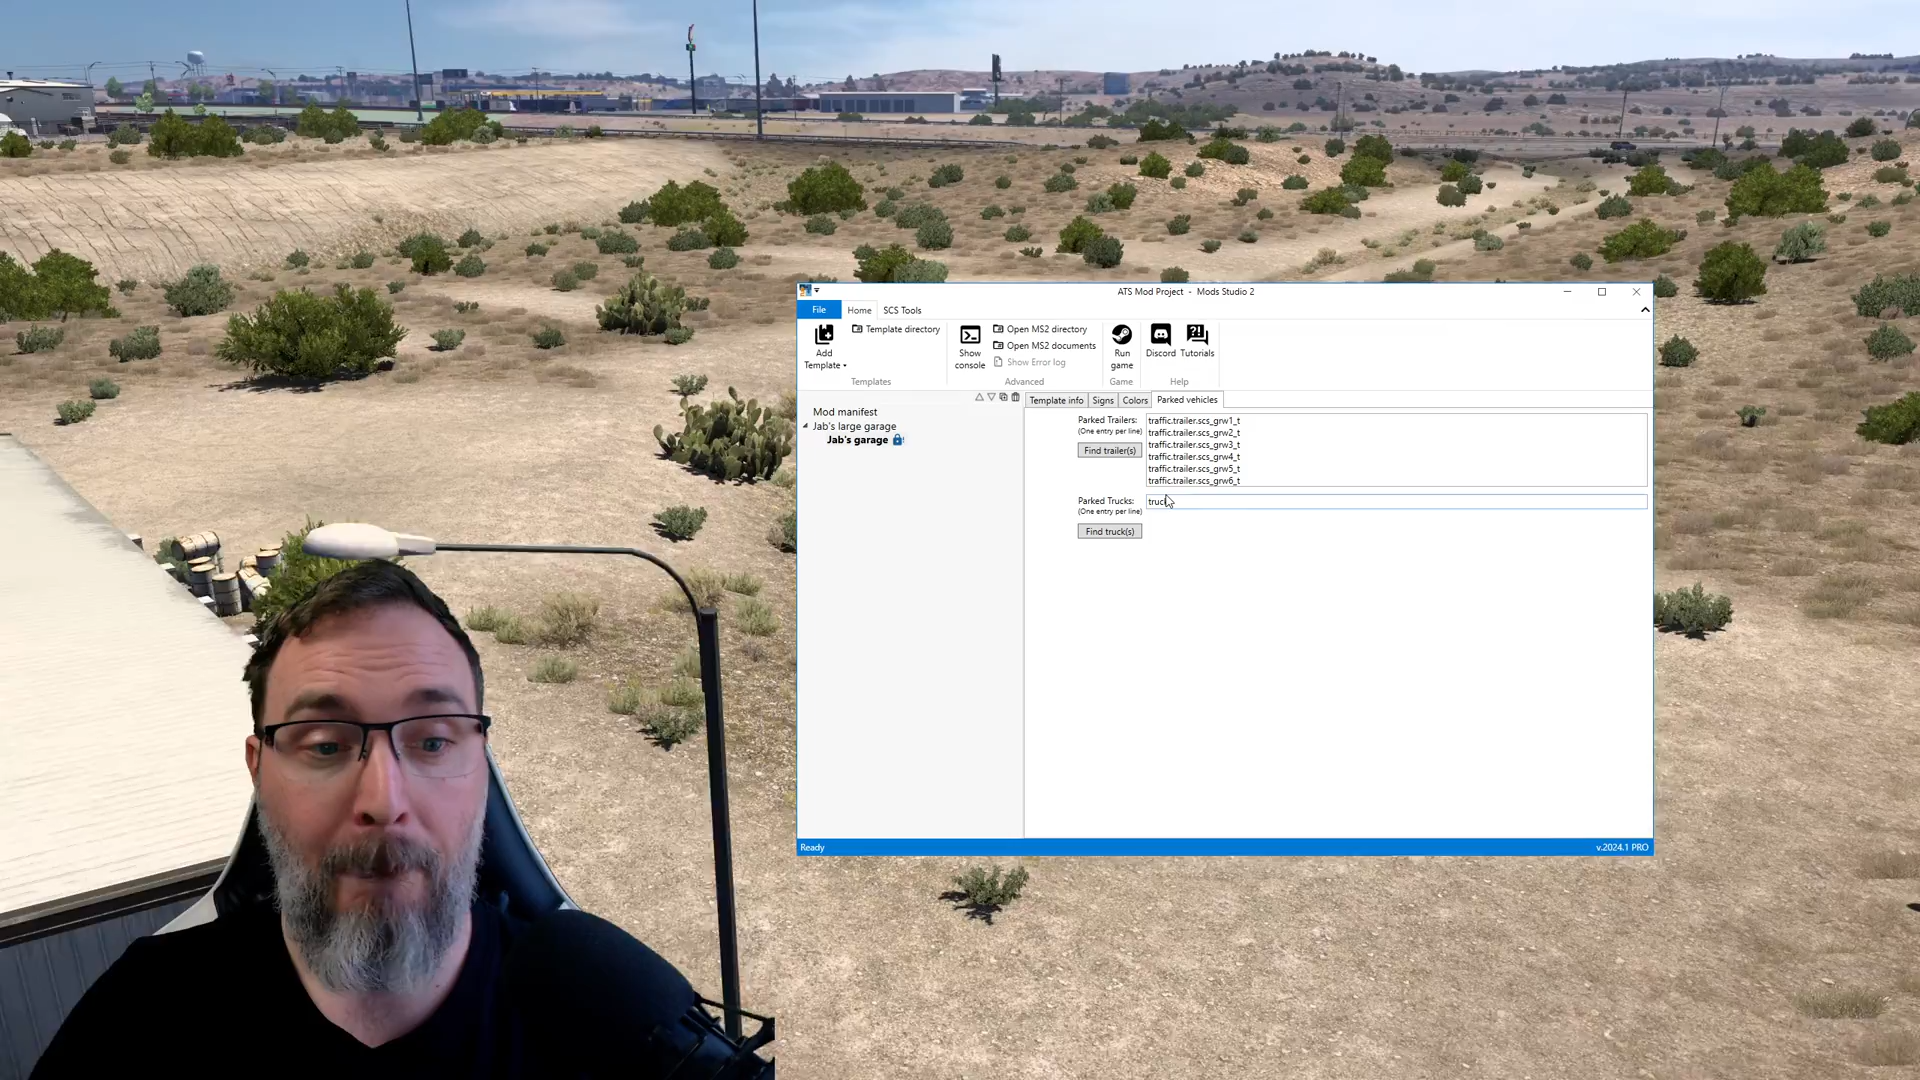 ATS Mod Project - Mods Studio 2
File Home SCS Tools
Add Template
Template directory
Templates
Show console
Open MS2 directory
Open MS2 documents
Show Error log
Advanced
Run game
Game
Discord
Tutorials
Help
Mod manifest
Jab's large garage
Jab's garage
Template info Signs Colors Parked vehicles
Parked Trailers:
(One entry per line)
Find trailer(s)
traffic.trailer.scs_grw1_t
traffic.trailer.scs_grw2_t
traffic.trailer.scs_grw3_t
traffic.trailer.scs_grw4_t
traffic.trailer.scs_grw5_t
traffic.trailer.scs_grw6_t
Parked Trucks:
(One entry per line)
Find truck(s)
Ready
v.2024.1 PRO